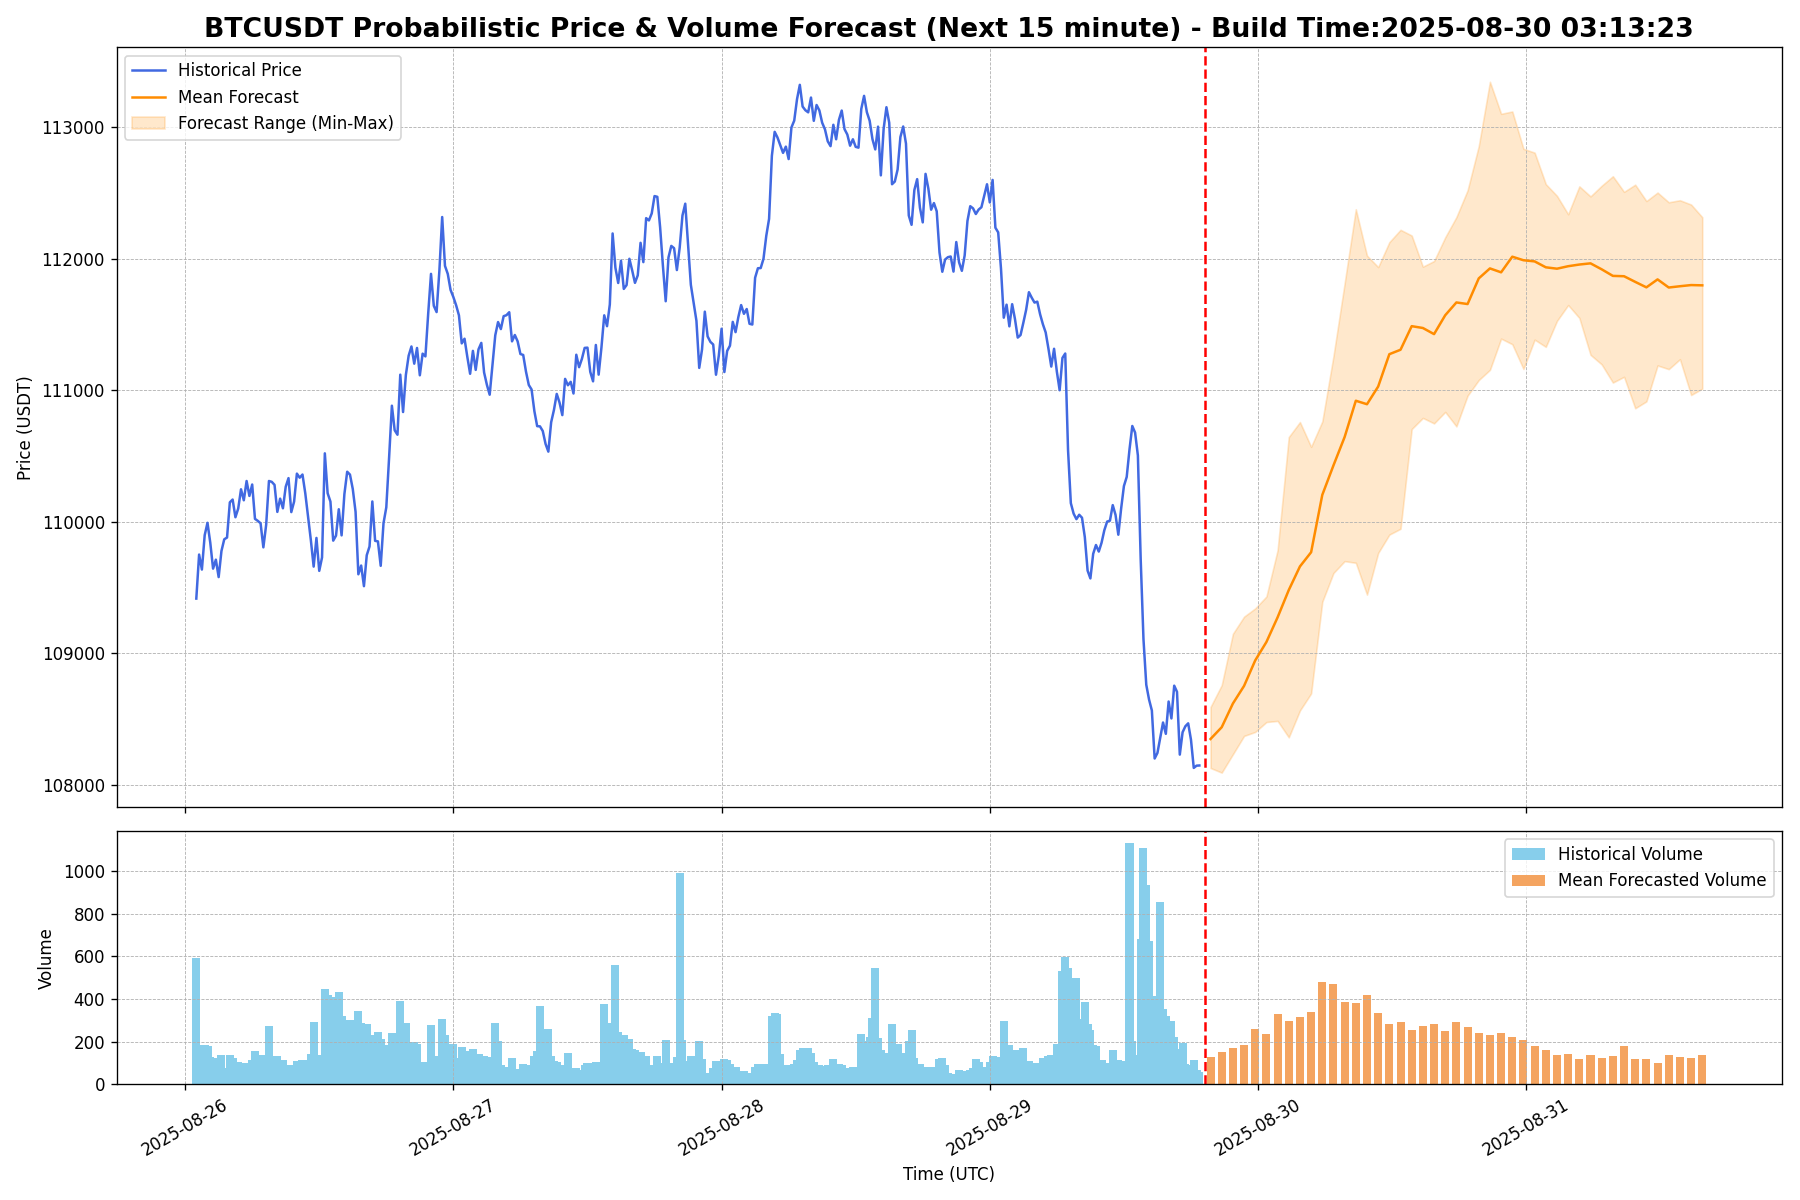 BTCUSDT Probabilistic Price & Volume Forecast (Next 15 minute) - Build Time:2025-08-30 03:13:23
Historical Price
Mean Forecast
Forecast Range (Min-Max)
113000
112000
111000
110000
109000
108000
Price (USDT)
Historical Volume
Mean Forecasted Volume
1000
800
600
400
200
0
Volume
2025-08-26
2025-08-27
2025-08-28
2025-08-29
2025-08-30
2025-08-31
Time (UTC)